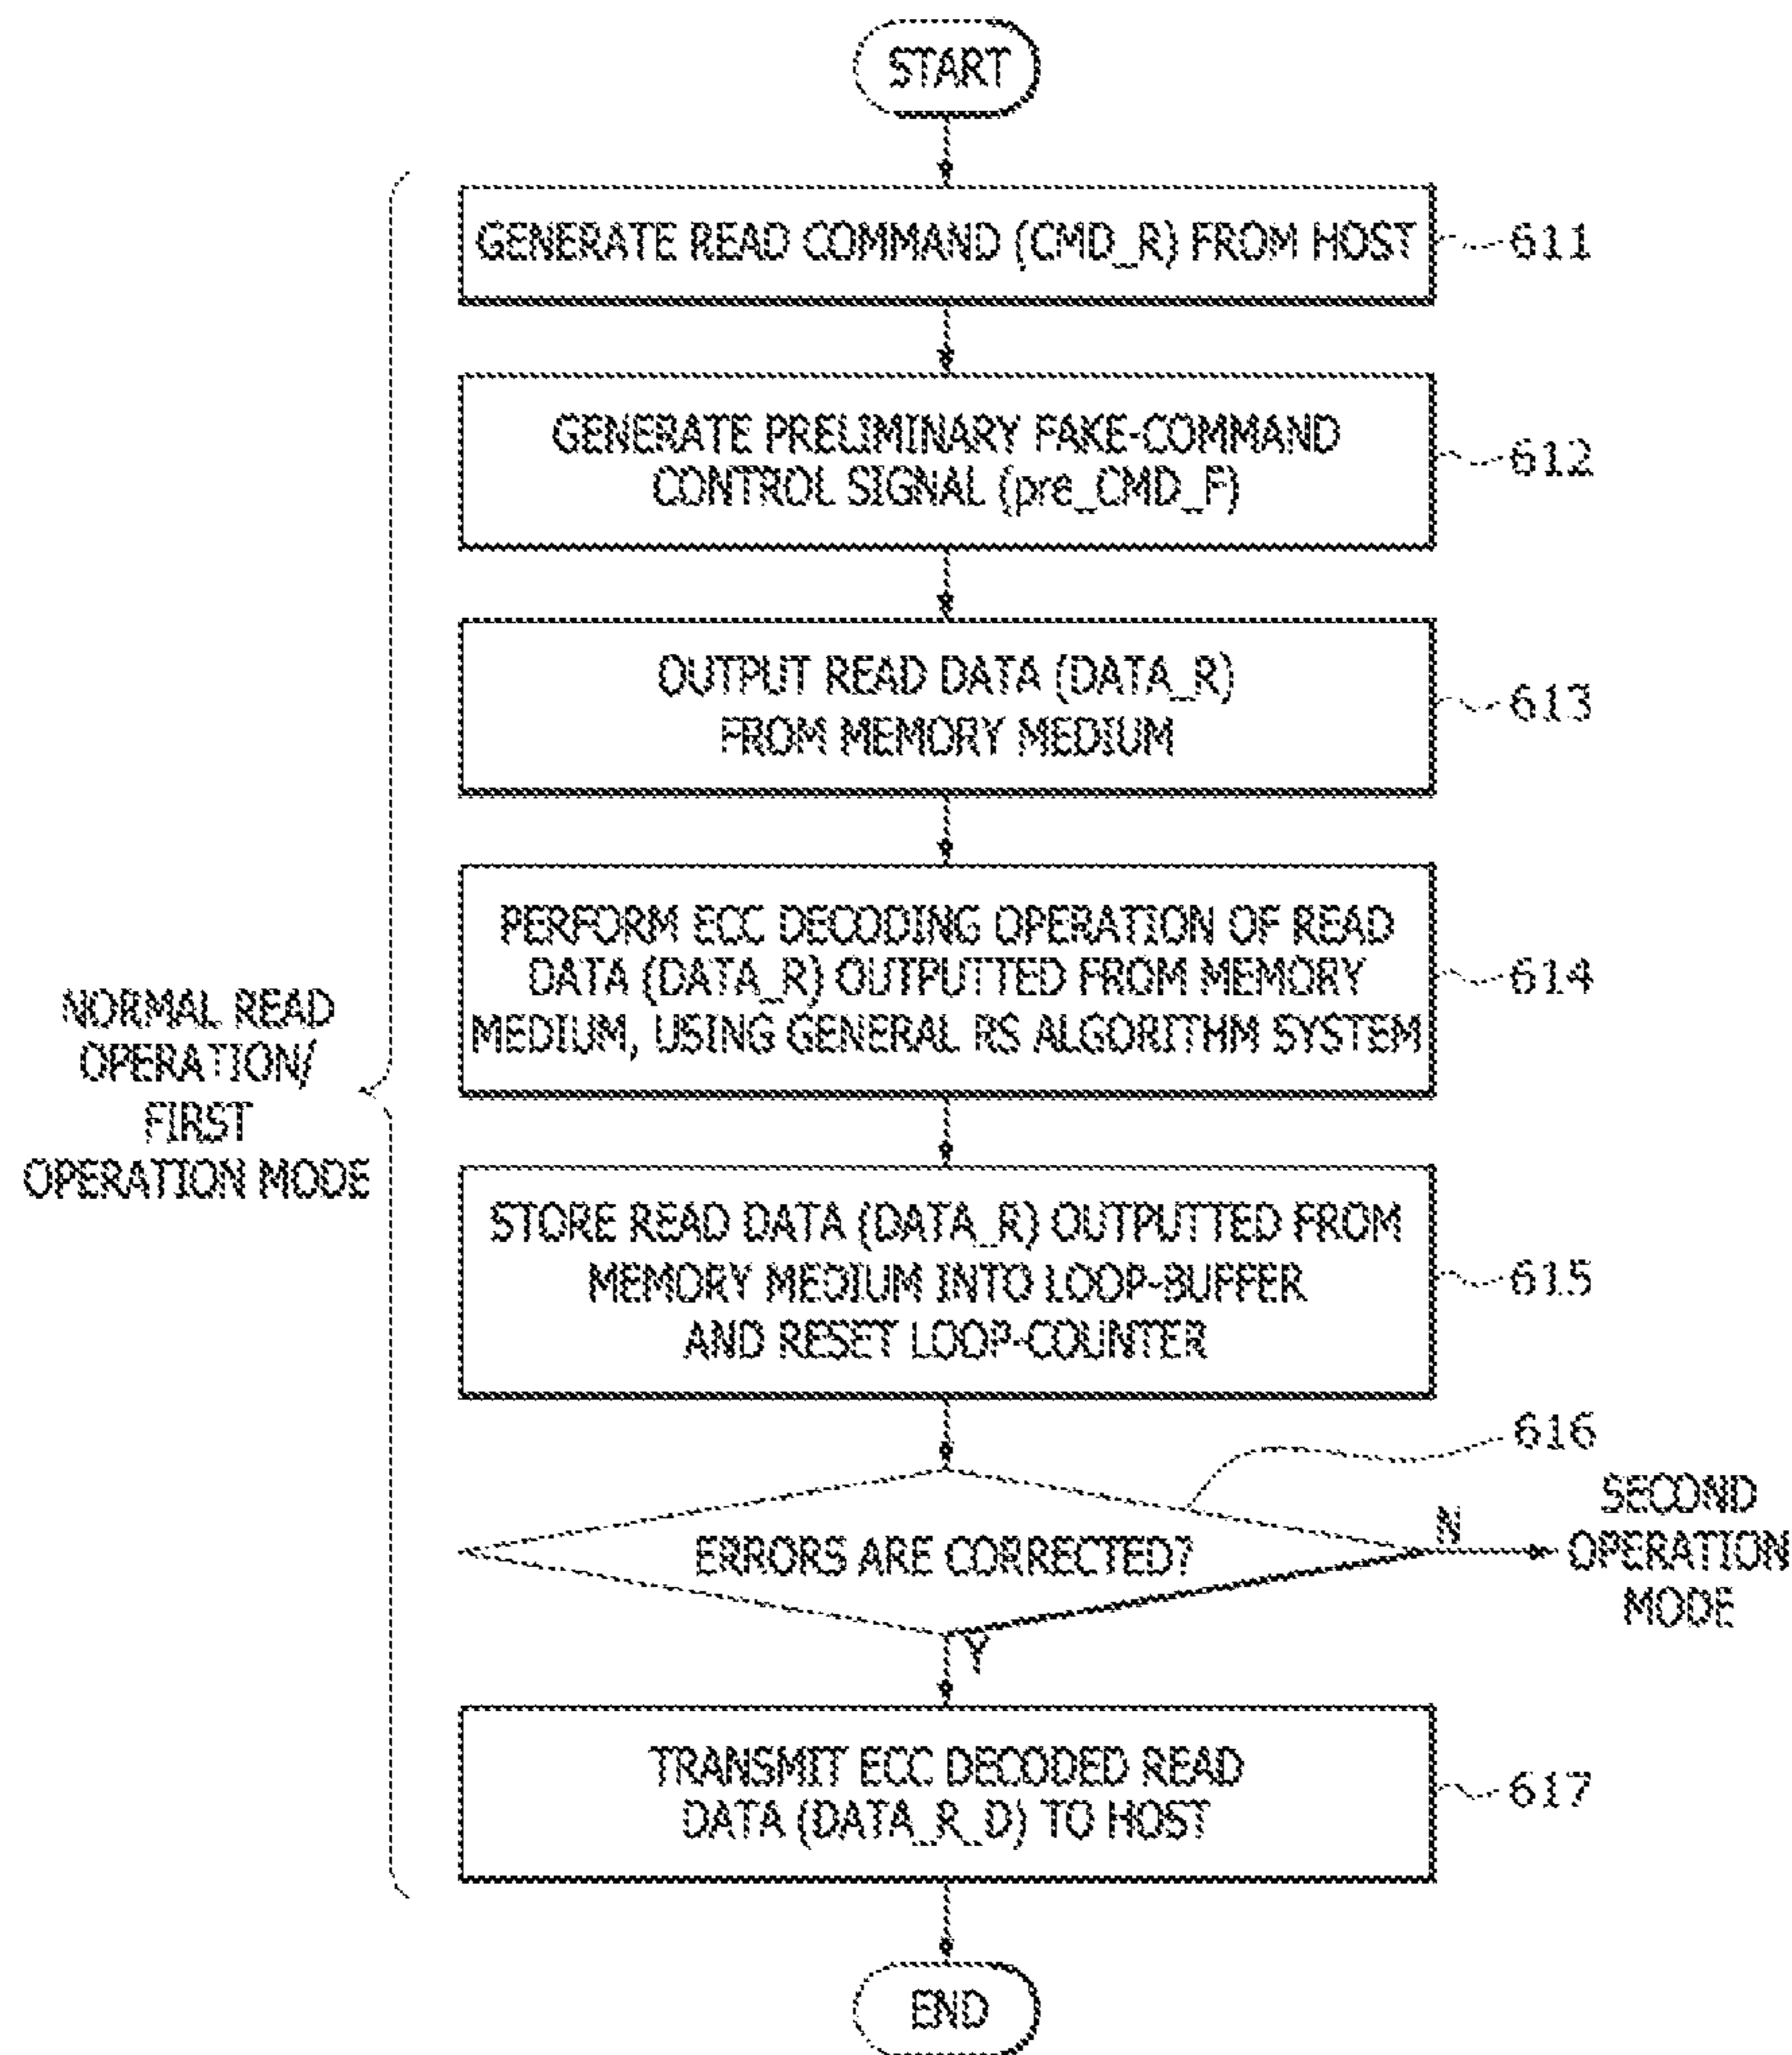 START
GENERATE READ COMMAND (CMD_R) FROM HOST
611
GENERATE PRELIMINARY FAKE-COMMAND
CONTROL SIGNAL (pre_CMD_F)
612
OUTPUT READ DATA (DATA_R)
FROM MEMORY MEDIUM
613
PERFORM ECC DECODING OPERATION OF READ
DATA (DATA_R) OUTPUTTED FROM MEMORY
MEDIUM, USING GENERAL RS ALGORITHM SYSTEM
614
NORMAL READ
OPERATION/
FIRST
OPERATION MODE
STORE READ DATA (DATA_R) OUTPUTTED FROM
MEMORY MEDIUM INTO LOOP-BUFFER
AND RESET LOOP-COUNTER
615
616
ERRORS ARE CORRECTED?
N
SECOND
OPERATION
MODE
Y
TRANSMIT ECC DECODED READ
DATA (DATA_R_D) TO HOST
617
END